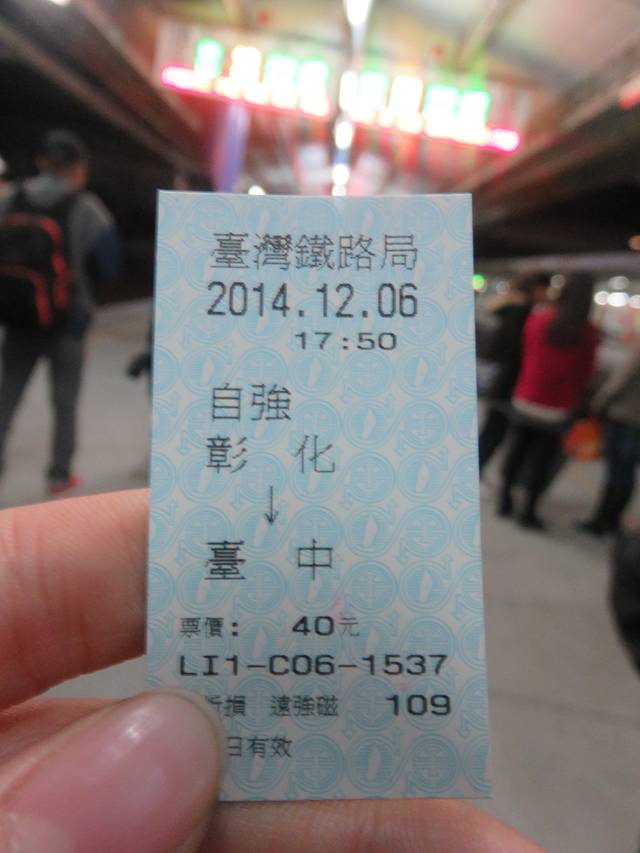 臺灣鐵路局
2014.12.06
17:50
自強
彰 化
↓
臺 中
票價: 40元
LI1-C06-1537
折損 遠強磁 109
日有效